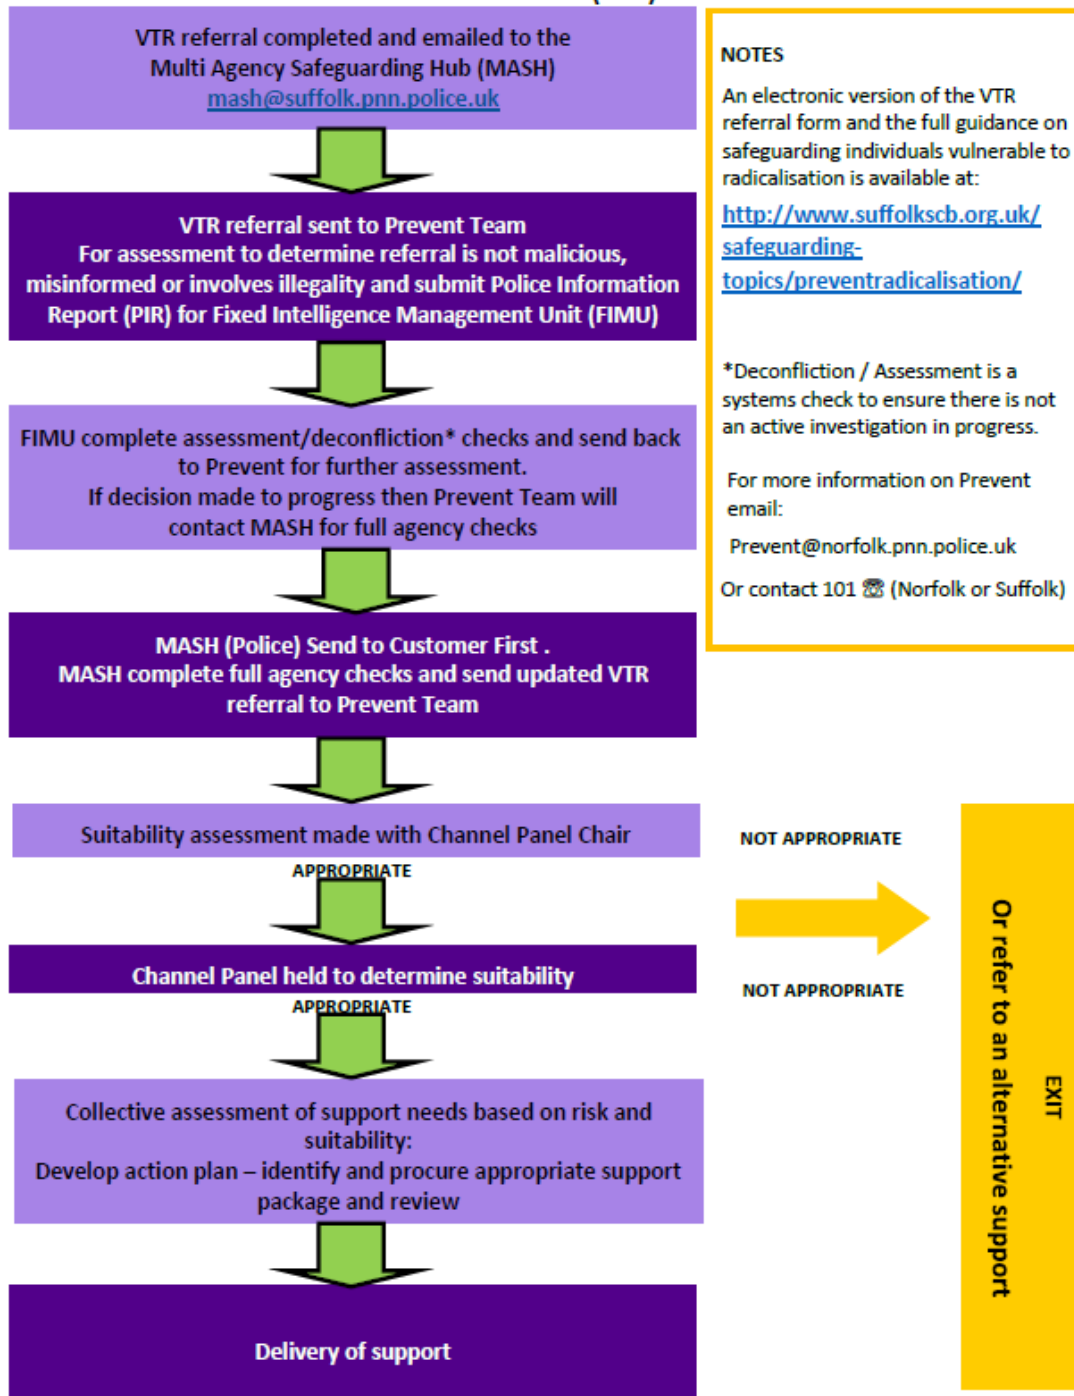 VTR referral completed and emailed to the
Multi Agency Safeguarding Hub (MASH)
mash@suffolk.pnn.police.uk
VTR referral sent to Prevent Team
For assessment to determine referral is not malicious,
misinformed or involves illegality and submit Police Information
Report (PIR) for Fixed Intelligence Management Unit (FIMU)
FIMU complete assessment/deconfliction* checks and send back
to Prevent for further assessment.
If decision made to progress then Prevent Team will
contact MASH for full agency checks
MASH (Police) Send to Customer First .
MASH complete full agency checks and send updated VTR
referral to Prevent Team
Suitability assessment made with Channel Panel Chair
APPROPRIATE
Channel Panel held to determine suitability
APPROPRIATE
Collective assessment of support needs based on risk and
suitability:
Develop action plan – identify and procure appropriate support
package and review
Delivery of support
NOTES
An electronic version of the VTR
referral form and the full guidance on
safeguarding individuals vulnerable to
radicalisation is available at:
http://www.suffolkscb.org.uk/
safeguarding-
topics/preventradicalisation/
*Deconfliction / Assessment is a
systems check to ensure there is not
an active investigation in progress.
For more information on Prevent
email:
Prevent@norfolk.pnn.police.uk
Or contact 101 ☏ (Norfolk or Suffolk)
NOT APPROPRIATE
NOT APPROPRIATE
EXIT
Or refer to an alternative support